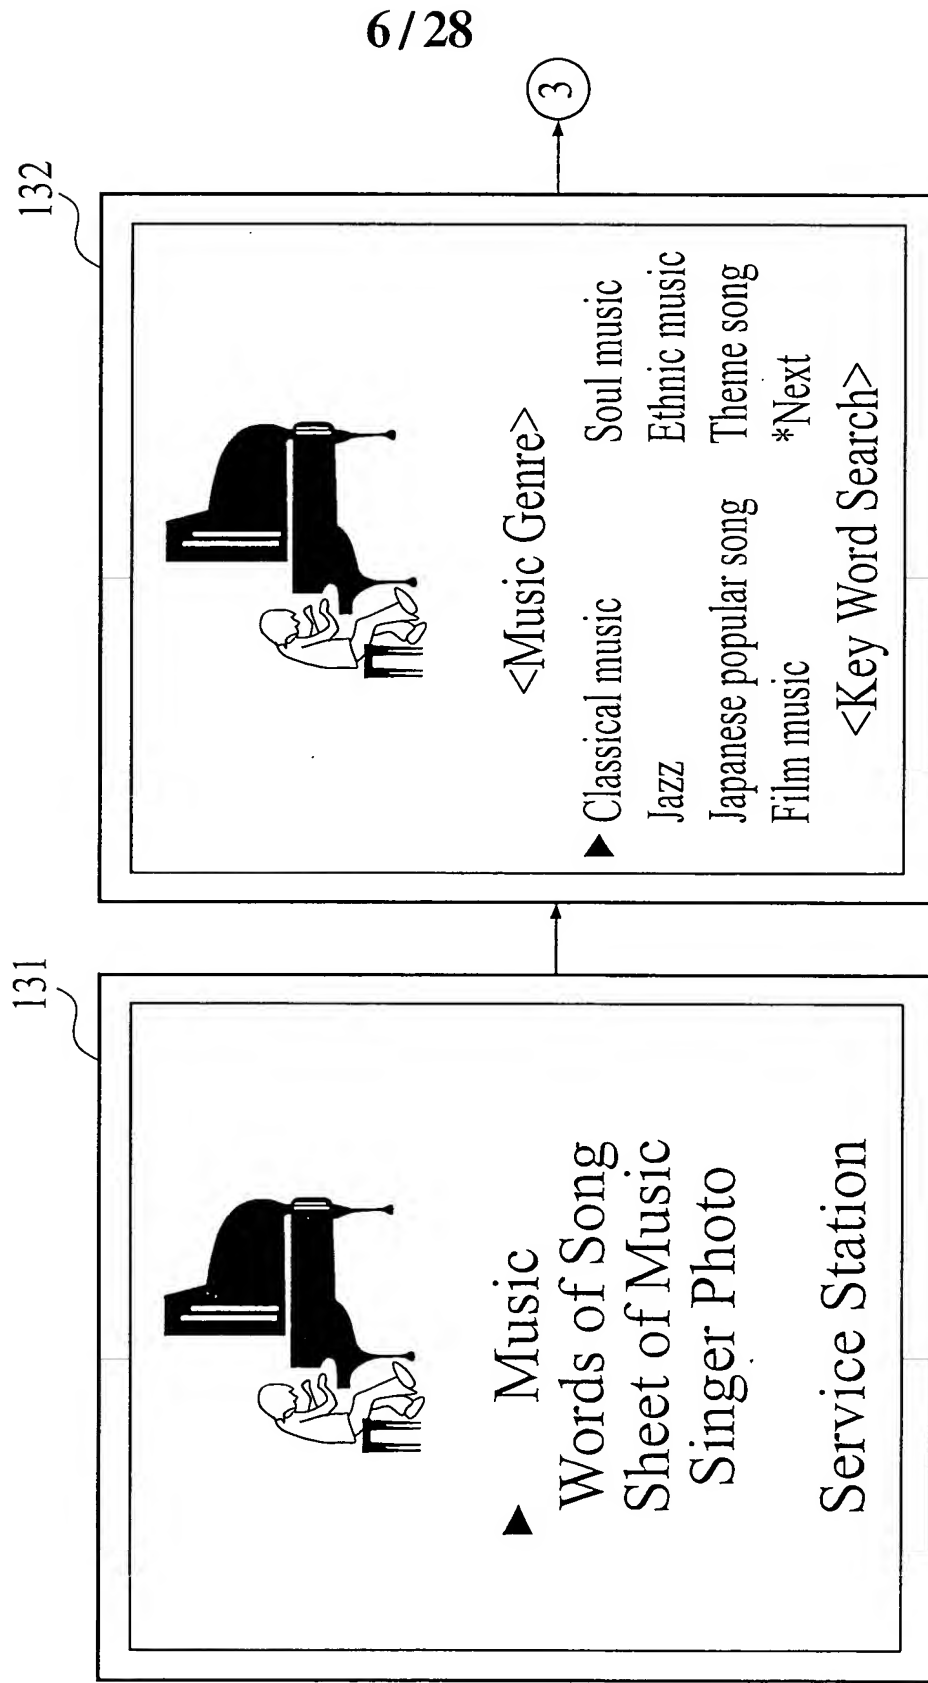 6/28
131
▶ Music
Words of Song
Sheet of Music
Singer Photo
Service Station
132
<Music Genre>
▶ Classical music Soul music
Jazz Ethnic music
Japanese popular song Theme song
Film music *Next
<Key Word Search>
3